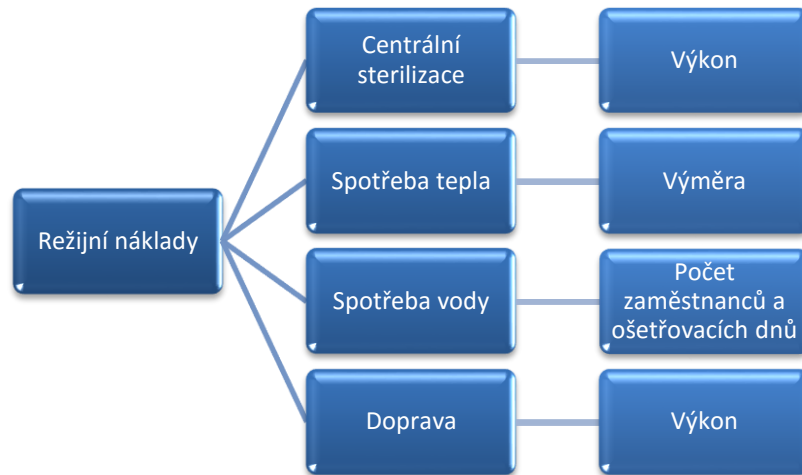 Centrální
sterilizace
Výkon
Spotřeba tepla
Výměra
Režijní náklady
Spotřeba vody
Počet
zaměstnanců a
ošetřovacích dnů
Doprava
Výkon